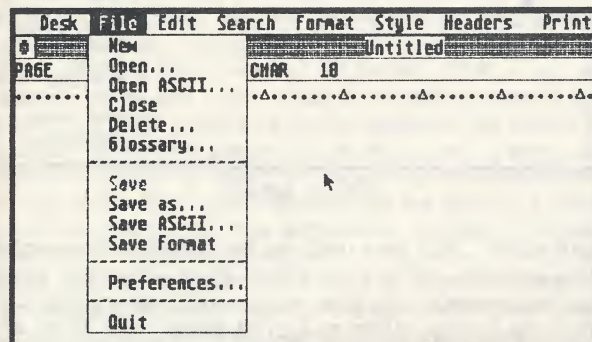 Desk File Edit Search Format Style Headers Print
Untitled
PAGE CHAR 18
New
Open...
Open ASCII...
Close
Delete...
Glossary...
Save
Save as...
Save ASCII...
Save Format
Preferences...
Quit